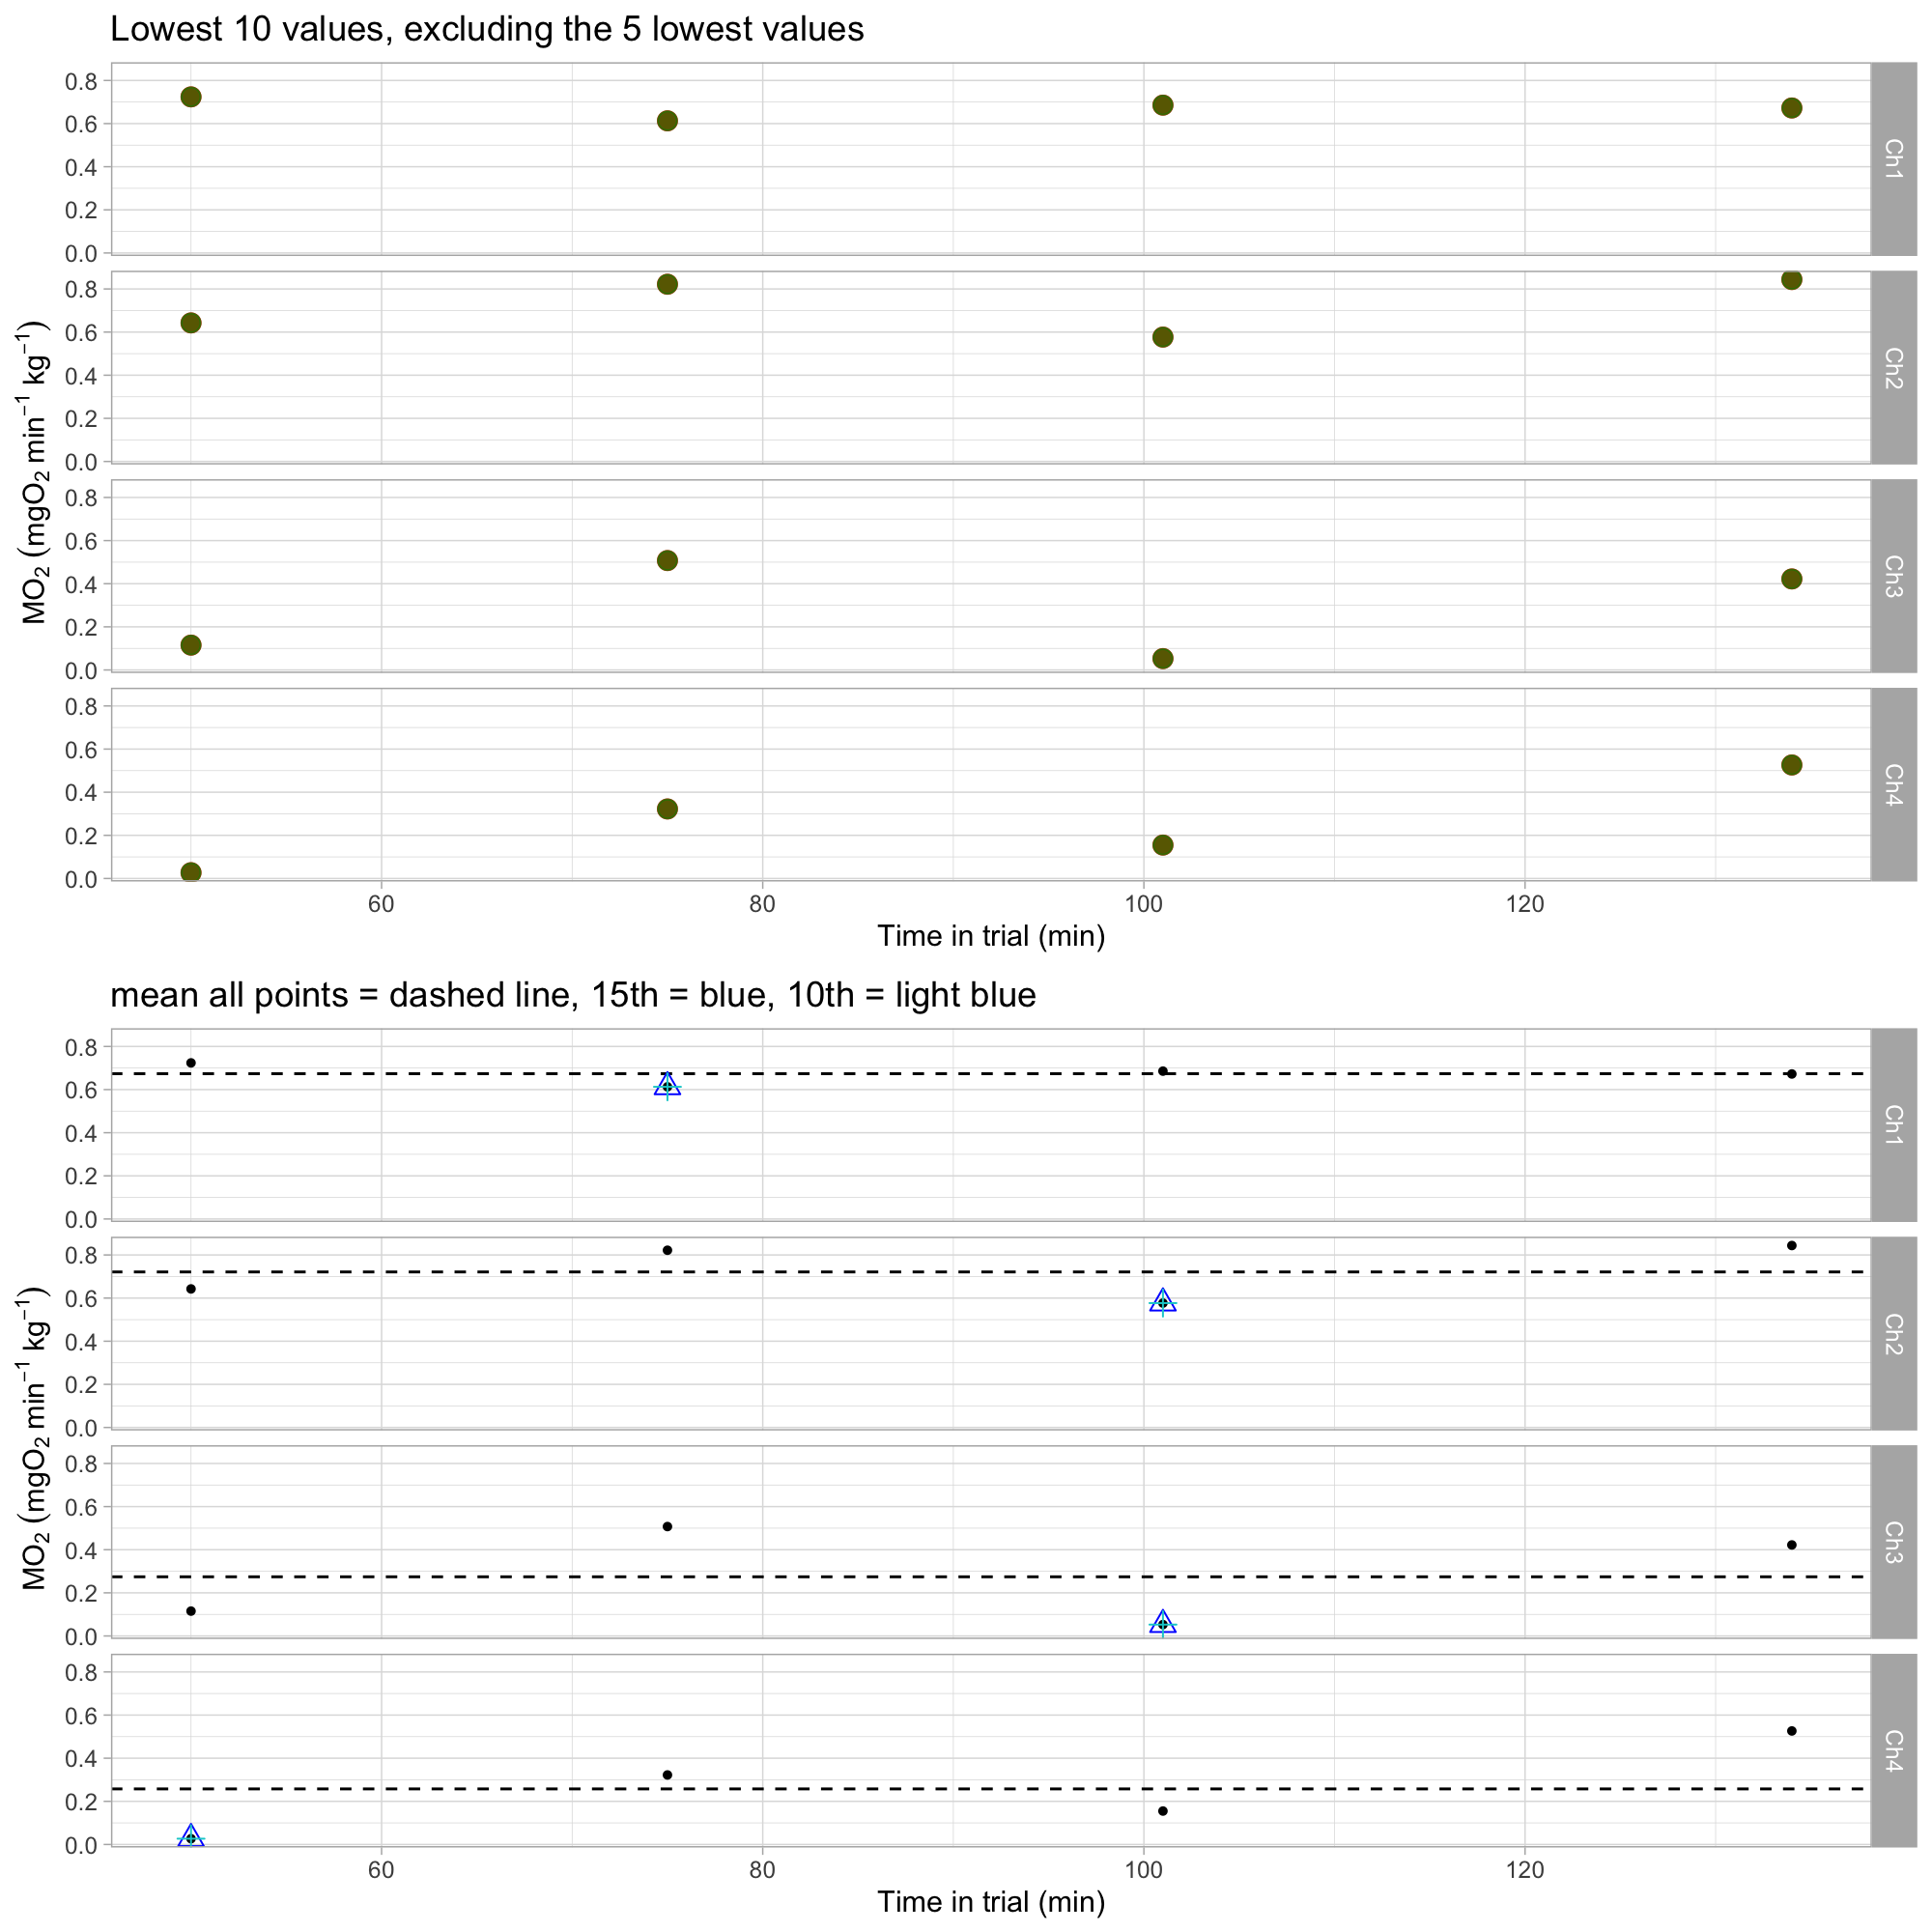 Lowest 10 values, excluding the 5 lowest values
0.8
0.6
0.4
0.2
0.0
Ch1
0.8
0.6
0.4
0.2
0.0
Ch2
0.8
0.6
0.4
0.2
0.0
Ch3
0.8
0.6
0.4
0.2
0.0
Ch4
MO₂ (mgO₂ min⁻¹ kg⁻¹)
60 80 100 120
Time in trial (min)
mean all points = dashed line, 15th = blue, 10th = light blue
0.8
0.6
0.4
0.2
0.0
Ch1
0.8
0.6
0.4
0.2
0.0
Ch2
0.8
0.6
0.4
0.2
0.0
Ch3
0.8
0.6
0.4
0.2
0.0
Ch4
MO₂ (mgO₂ min⁻¹ kg⁻¹)
60 80 100 120
Time in trial (min)